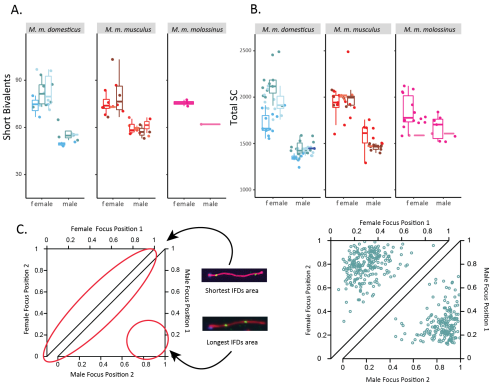 A.
M. m. domesticus M. m. musculus M. m. molossinus
Short Bivalents
90
60
30
female male female male female male
B.
M. m. domesticus M. m. musculus M. m. molossinus
Total SC
2500
2000
1500
1000
female male female male female male
C.
Female Focus Position 1
0 0.2 0.4 0.6 0.8 1
Female Focus Position 2
1
0.8
0.6
0.4
0.2
0
Male Focus Position 1
1
0.8
0.6
0.4
0.2
0
0 0.2 0.4 0.6 0.8 1
Male Focus Position 2
Shortest IFDs area
Longest IFDs area
Female Focus Position 1
0 0.2 0.4 0.6 0.8 1
Female Focus Position 2
1
0.8
0.6
0.4
0.2
0
Male Focus Position 1
1
0.8
0.6
0.4
0.2
0
0 0.2 0.4 0.6 0.8 1
Male Focus Position 2